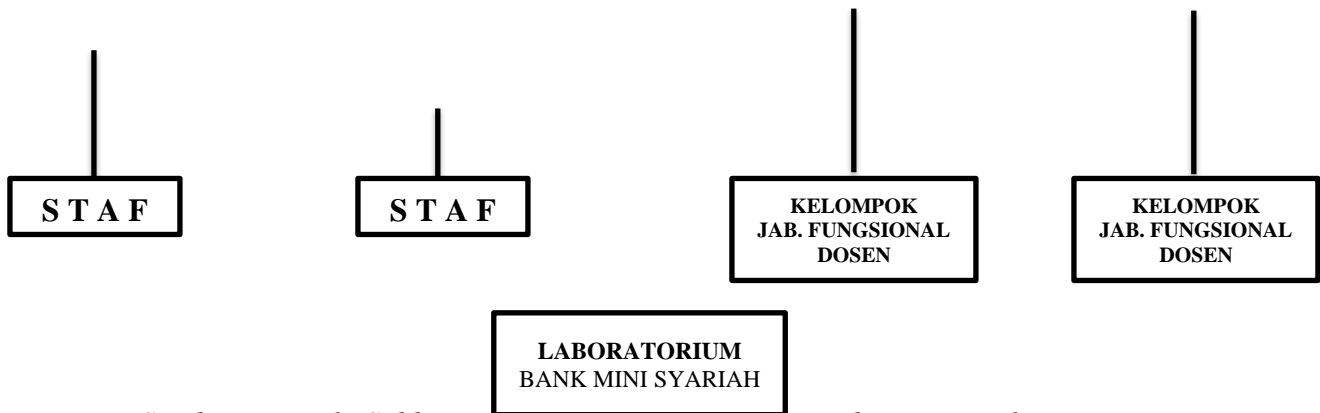 S T A F
S T A F
KELOMPOK
JAB. FUNGSIONAL
DOSEN
KELOMPOK
JAB. FUNGSIONAL
DOSEN
LABORATORIUM
BANK MINI SYARIAH